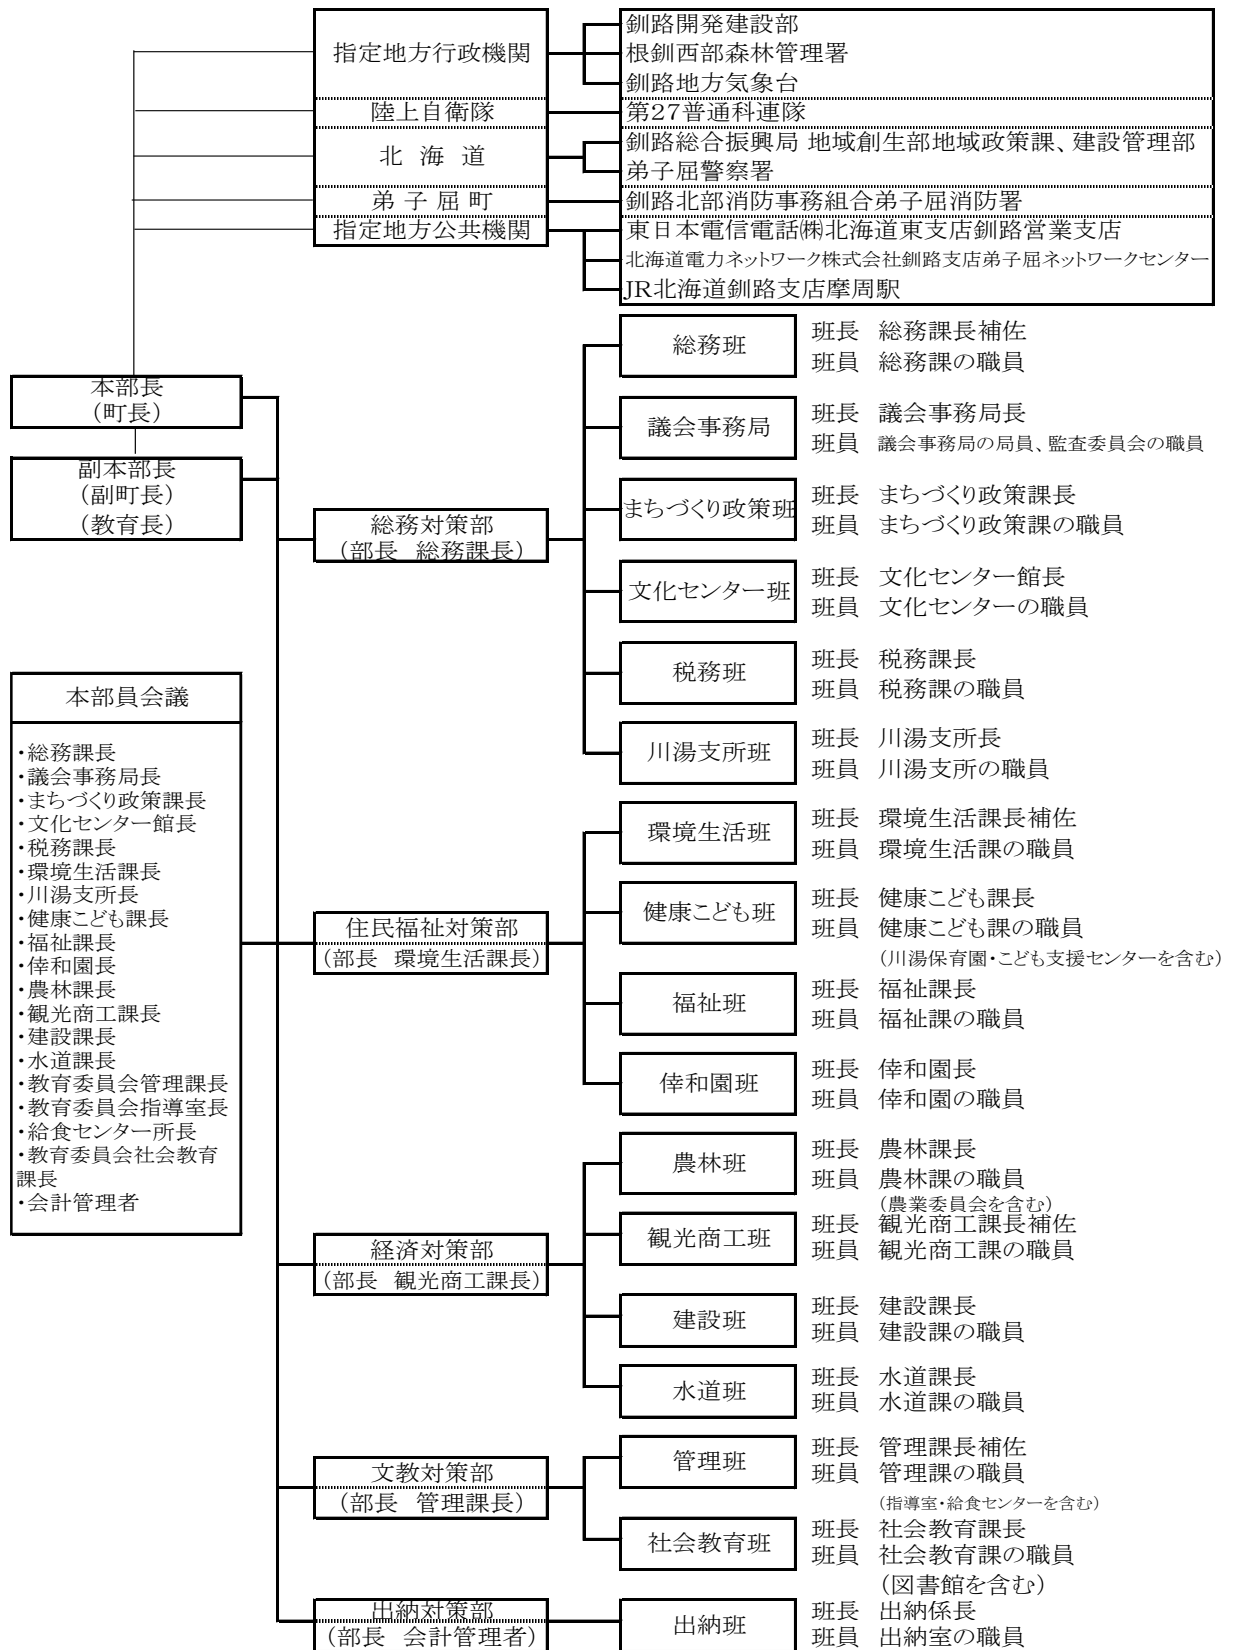 指定地方行政機関
釧路開発建設部
根釧西部森林管理署
釧路地方気象台
陸上自衛隊
第27普通科連隊
北 海 道
釧路総合振興局 地域創生部地域政策課、建設管理部
弟子屈警察署
弟 子 屈 町
釧路北部消防事務組合弟子屈消防署
指定地方公共機関
東日本電信電話㈱北海道東支店釧路営業支店
北海道電力ネットワーク株式会社釧路支店弟子屈ネットワークセンター
JR北海道釧路支店摩周駅
本部長
(町長)
副本部長
(副町長)
(教育長)
本部員会議
・総務課長
・議会事務局長
・まちづくり政策課長
・文化センター館長
・税務課長
・環境生活課長
・川湯支所長
・健康こども課長
・福祉課長
・倖和園長
・農林課長
・観光商工課長
・建設課長
・水道課長
・教育委員会管理課長
・教育委員会指導室長
・給食センター所長
・教育委員会社会教育
課長
・会計管理者
総務対策部
(部長 総務課長)
総務班
班長 総務課長補佐
班員 総務課の職員
議会事務局
班長 議会事務局長
班員 議会事務局の局員、監査委員会の職員
まちづくり政策班
班長 まちづくり政策課長
班員 まちづくり政策課の職員
文化センター班
班長 文化センター館長
班員 文化センターの職員
税務班
班長 税務課長
班員 税務課の職員
川湯支所班
班長 川湯支所長
班員 川湯支所の職員
住民福祉対策部
(部長 環境生活課長)
環境生活班
班長 環境生活課長補佐
班員 環境生活課の職員
健康こども班
班長 健康こども課長
班員 健康こども課の職員
(川湯保育園・こども支援センターを含む)
福祉班
班長 福祉課長
班員 福祉課の職員
倖和園班
班長 倖和園長
班員 倖和園の職員
経済対策部
(部長 観光商工課長)
農林班
班長 農林課長
班員 農林課の職員
(農業委員会を含む)
観光商工班
班長 観光商工課長補佐
班員 観光商工課の職員
建設班
班長 建設課長
班員 建設課の職員
水道班
班長 水道課長
班員 水道課の職員
文教対策部
(部長 管理課長)
管理班
班長 管理課長補佐
班員 管理課の職員
(指導室・給食センターを含む)
社会教育班
班長 社会教育課長
班員 社会教育課の職員
(図書館を含む)
出納対策部
(部長 会計管理者)
出納班
班長 出納係長
班員 出納室の職員